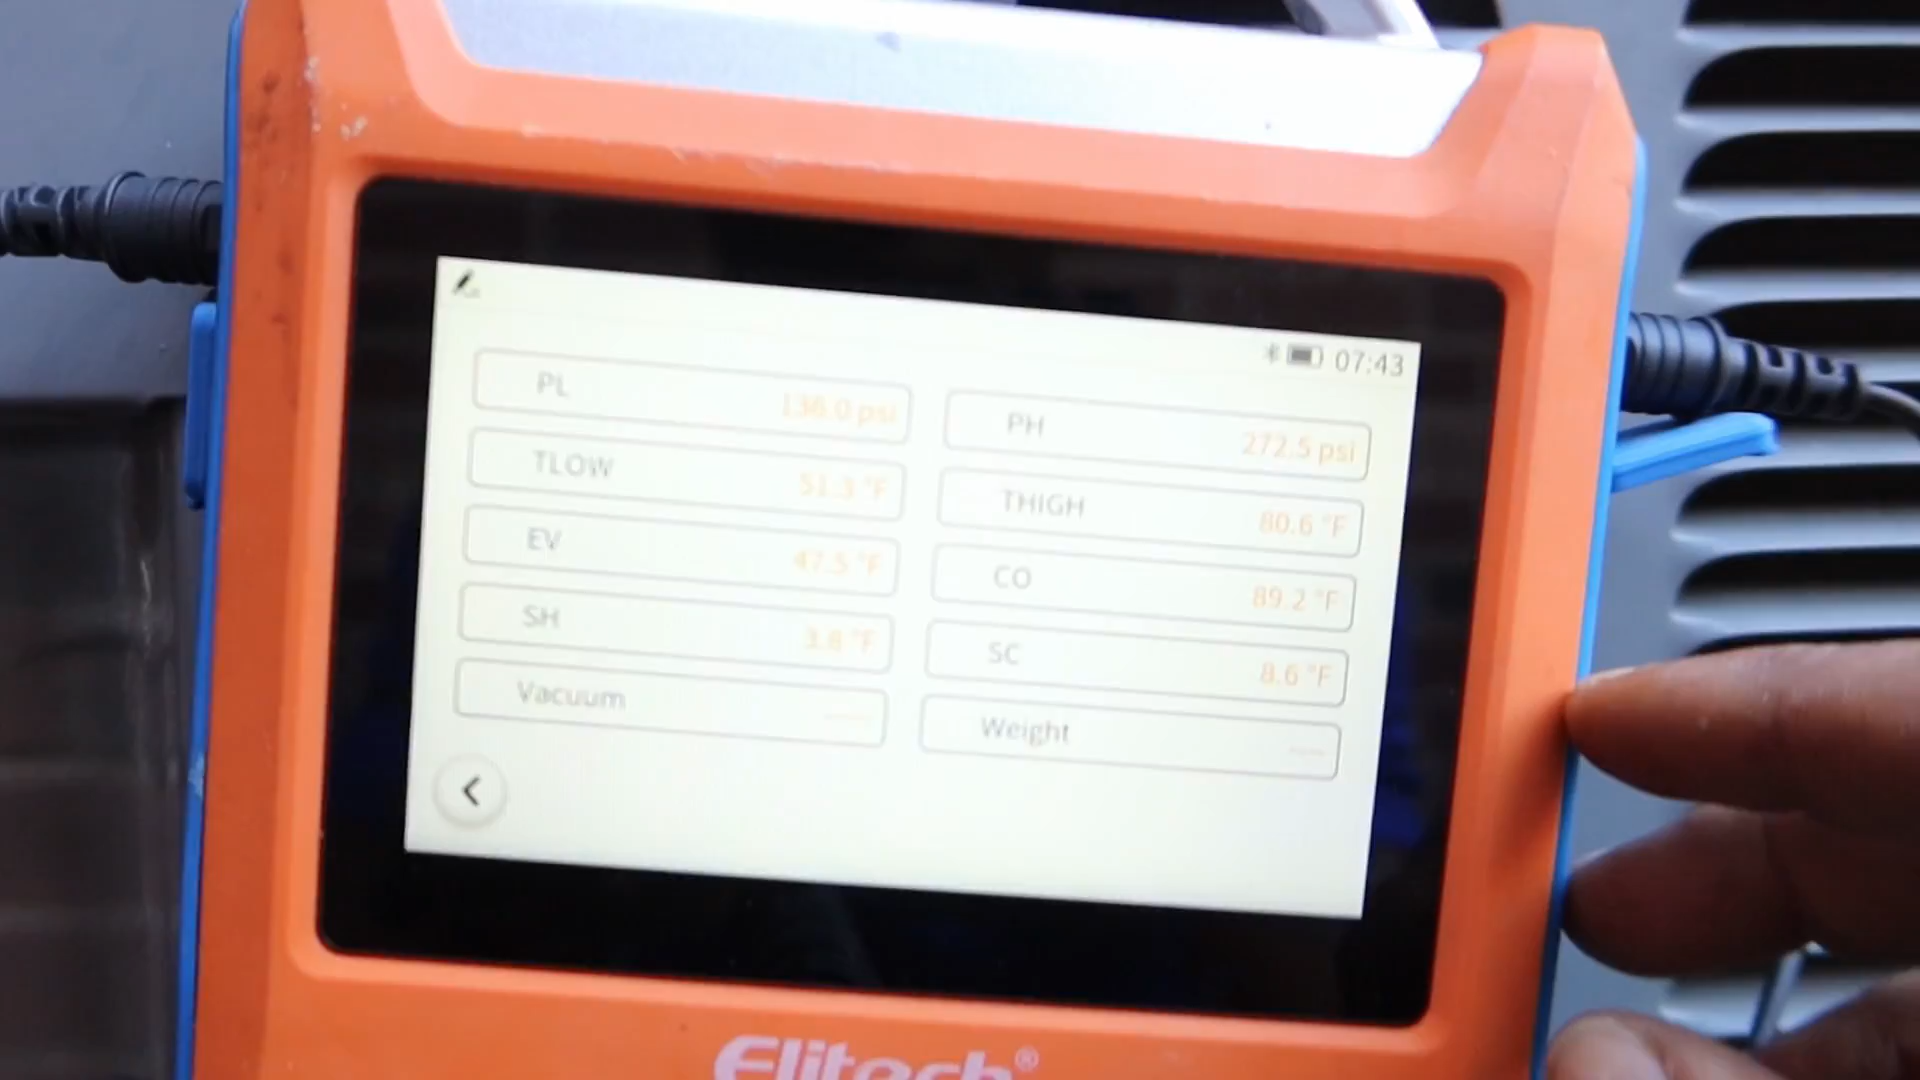 07:43
PL 136.0 psi
PH 272.5 psi
TLOW 51.3 °F
THIGH 80.6 °F
EV 47.5 °F
CO 89.2 °F
SH 3.8 °F
SC 8.6 °F
Vacuum ----
Weight ----
Elitech®